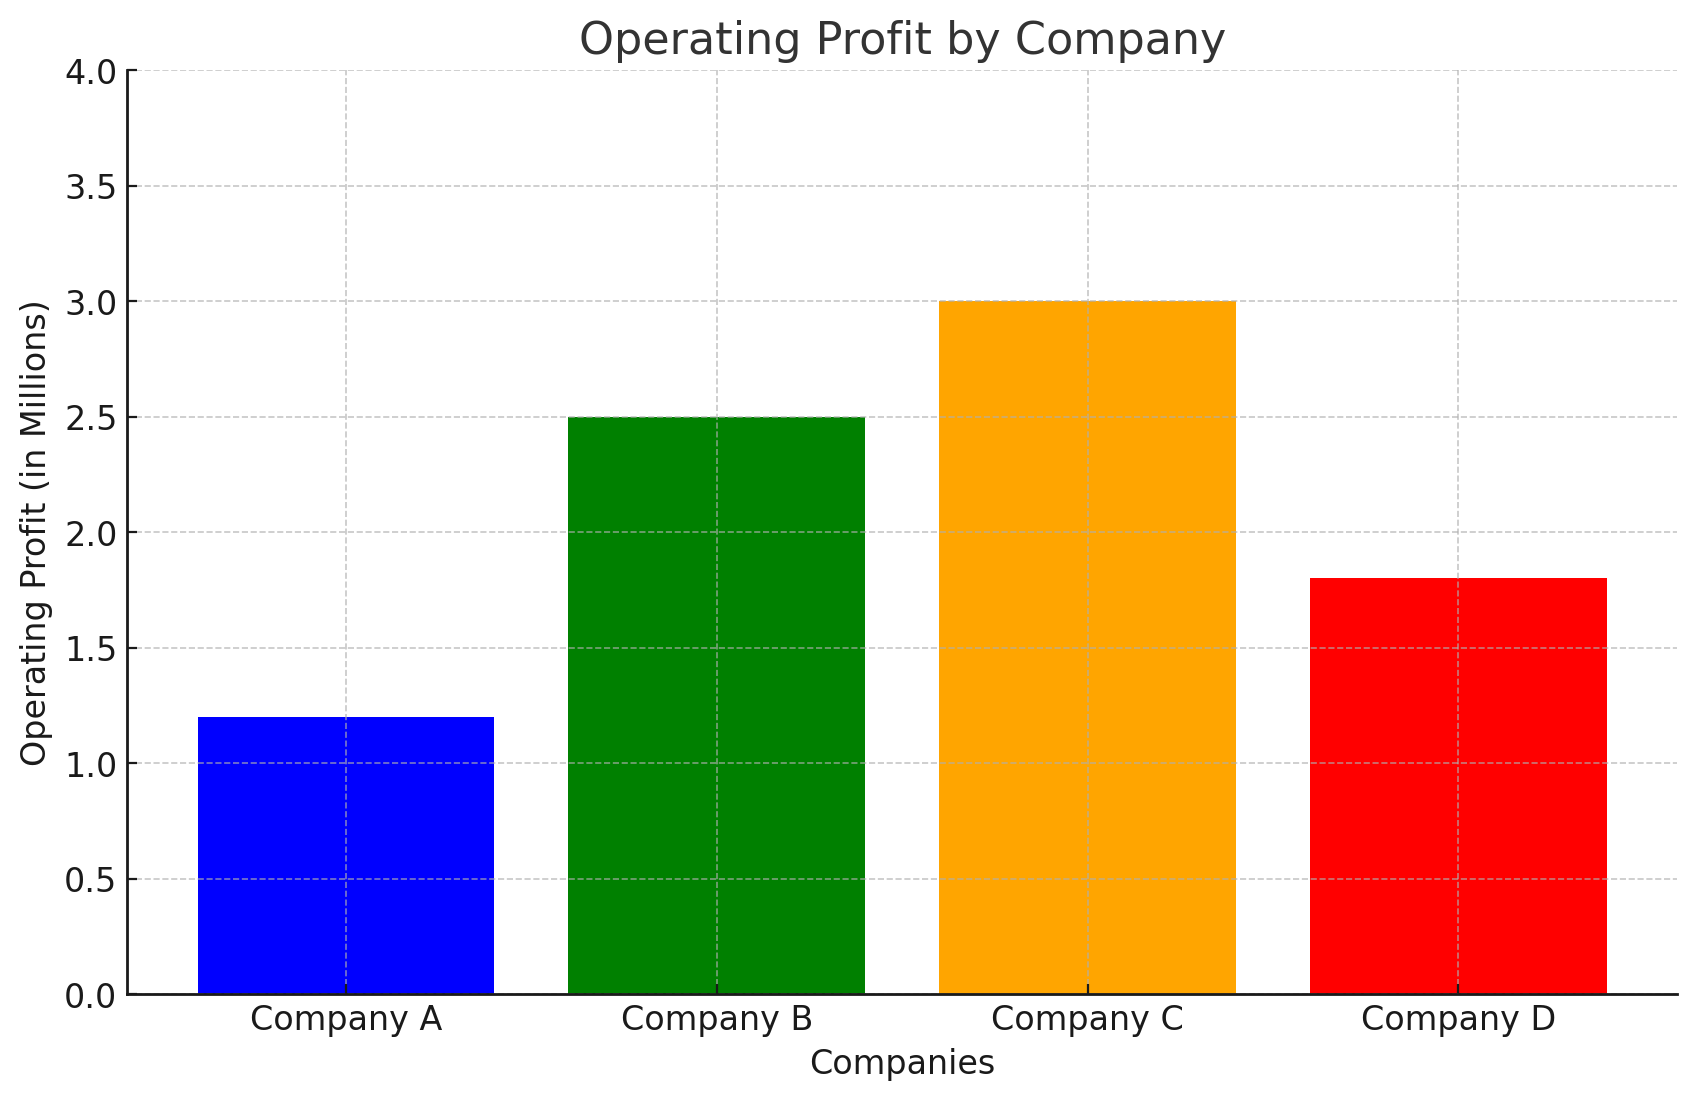 Operating Profit by Company
4.0
3.5
3.0
2.5
2.0
1.5
1.0
0.5
0.0
Operating Profit (in Millions)
Company A
Company B
Company C
Company D
Companies